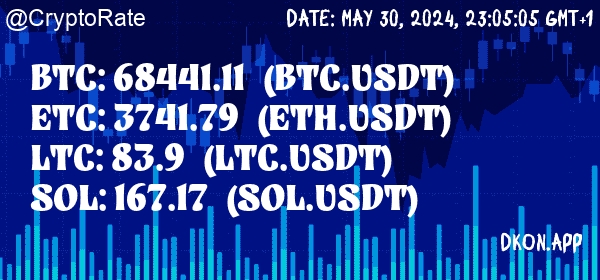 @CryptoRate
DATE: MAY 30, 2024, 23:05:05 GMT+1
BTC: 68441.11 (BTC.USDT)
ETC: 3741.79 (ETH.USDT)
LTC: 83.9 (LTC.USDT)
SOL: 167.17 (SOL.USDT)
DKON.APP